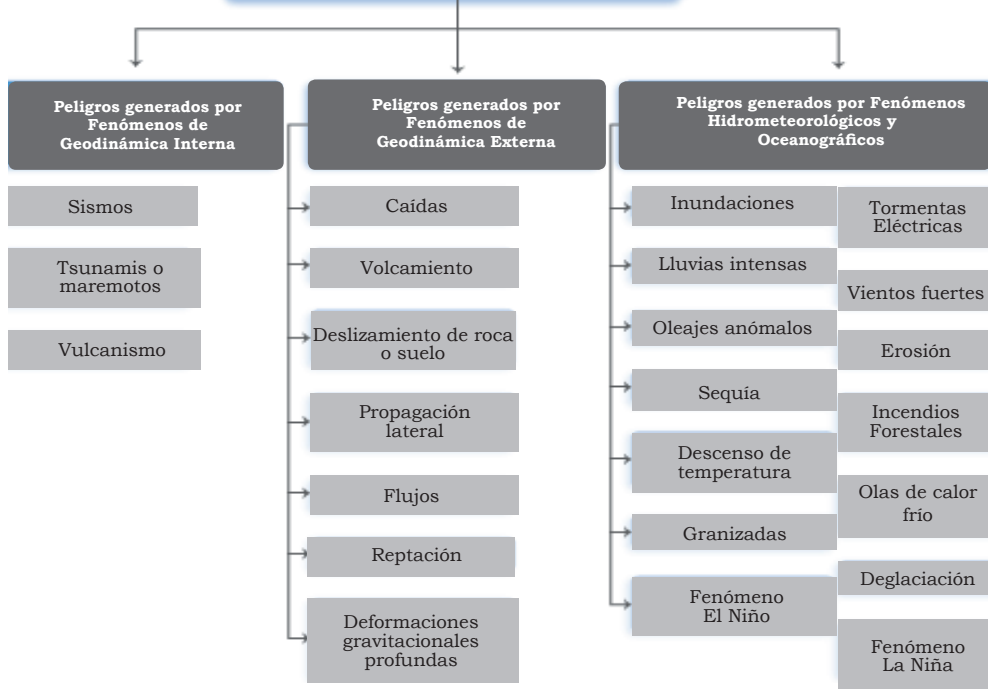 Peligros generados por
Fenómenos de
Geodinámica Interna
Sismos
Tsunamis o
maremotos
Vulcanismo
Peligros generados por
Fenómenos de
Geodinámica Externa
Caídas
Volcamiento
Deslizamiento de roca
o suelo
Propagación
lateral
Flujos
Reptación
Deformaciones
gravitacionales
profundas
Peligros generados por Fenómenos
Hidrometeorológicos y
Oceanográficos
Inundaciones
Lluvias intensas
Oleajes anómalos
Sequía
Descenso de
temperatura
Granizadas
Fenómeno
El Niño
Tormentas
Eléctricas
Vientos fuertes
Erosión
Incendios
Forestales
Olas de calor
frío
Deglaciación
Fenómeno
La Niña